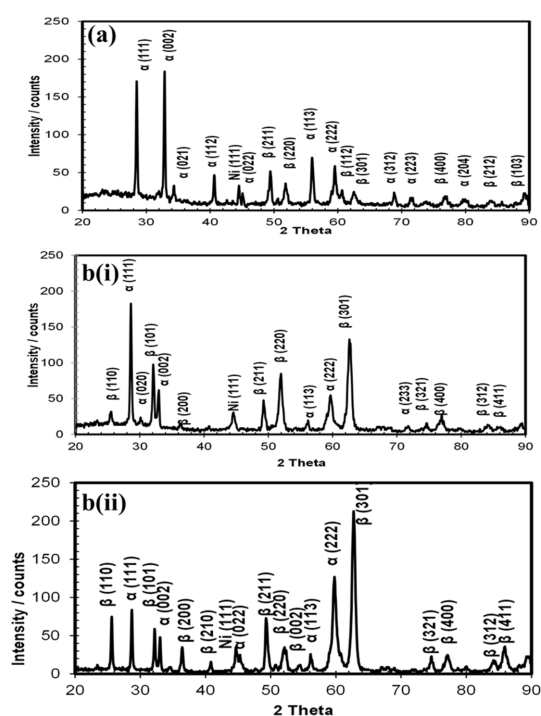 (a)
Intensity / counts
250
200
150
100
50
0
α (111)
α (002)
α (021)
α (112)
Ni (111)
α (022)
β (211)
β (220)
α (113)
α (222)
β (112)
β (301)
α (312)
α (223)
β (400)
α (204)
β (212)
β (103)
20 30 40 50 60 70 80 90
2 Theta
b(i)
Intensity / counts
250
200
150
100
50
0
β (110)
α (111)
α (020)
β (101)
α (002)
β (200)
Ni (111)
β (211)
β (220)
α (113)
α (222)
β (301)
α (233)
β (321)
β (400)
β (312)
β (411)
20 30 40 50 60 70 80 90
2 Theta
b(ii)
Intensity / counts
250
200
150
100
50
0
β (110)
α (111)
β (101)
α (002)
β (200)
β (210)
Ni (111)
α (022)
β (211)
β (220)
β (002)
α (113)
α (222)
β (301)
β (321)
β (400)
β (312)
β (411)
20 30 40 50 60 70 80 90
2 Theta